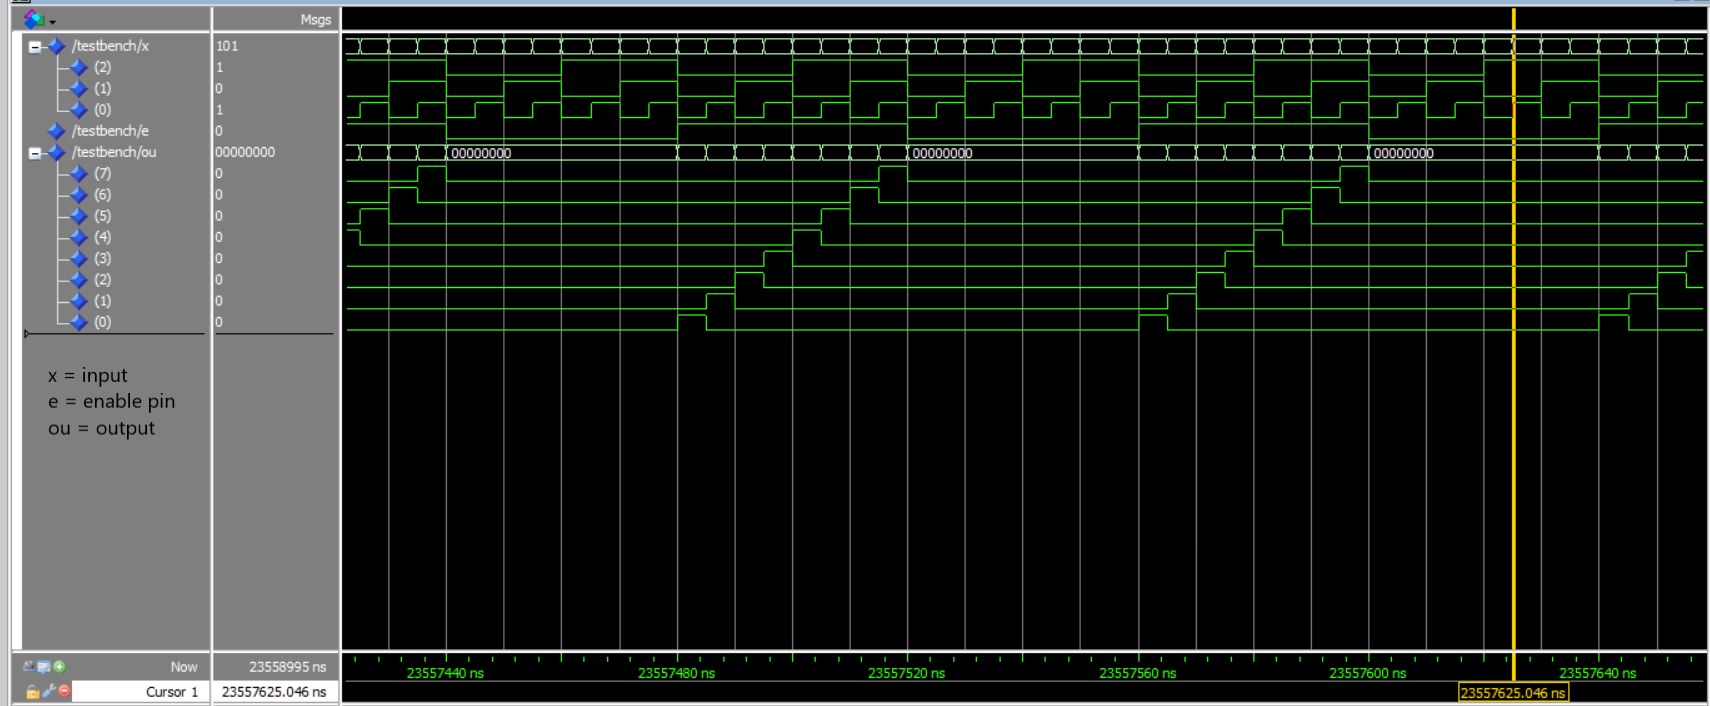 Msgs
/testbench/x 101
(2) 1
(1) 0
(0) 1
/testbench/e 0
/testbench/ou 00000000 00000000 00000000 00000000
(7) 0
(6) 0
(5) 0
(4) 0
(3) 0
(2) 0
(1) 0
(0) 0
x = input
e = enable pin
ou = output
Now 23558995 ns 23557440 ns 23557480 ns 23557520 ns 23557560 ns 23557600 ns 23557640 ns
Cursor 1 23557625.046 ns 23557625.046 ns